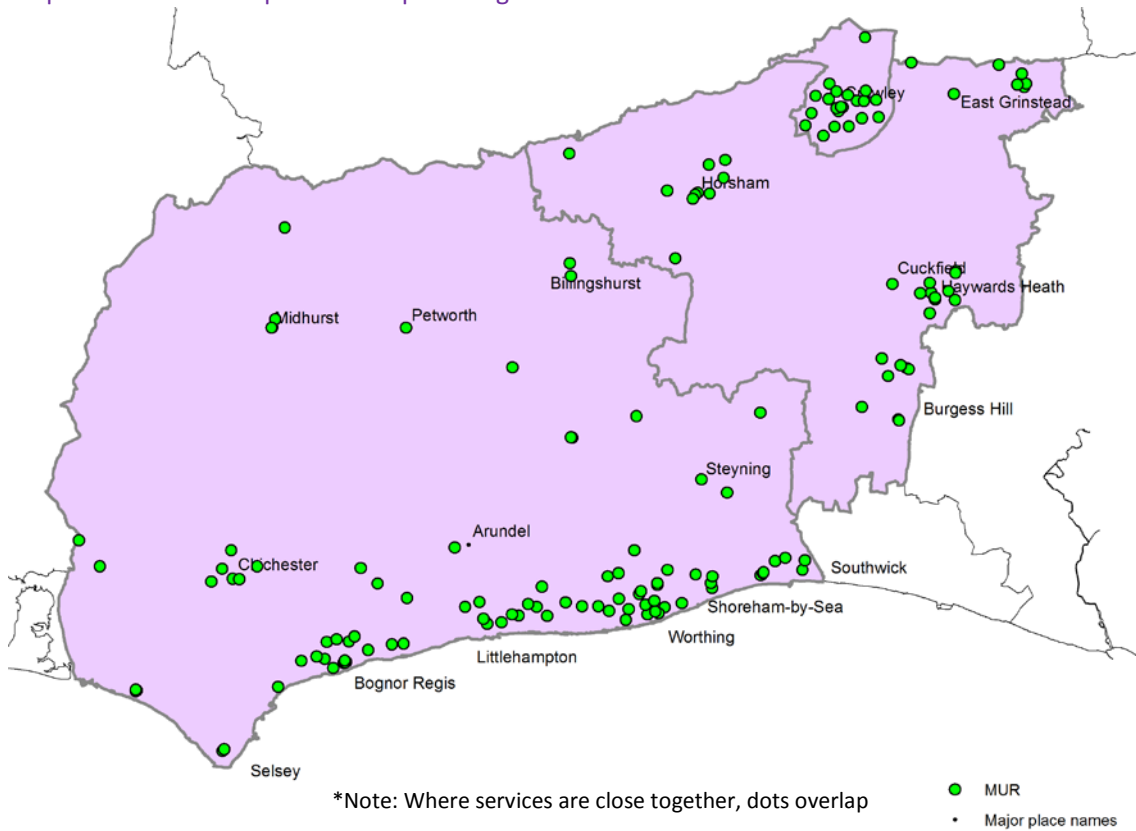 Crawley
East Grinstead
Horsham
Cuckfield
Haywards Heath
Billingshurst
Midhurst
Petworth
Burgess Hill
Steyning
Arundel
Chichester
Southwick
Shoreham-by-Sea
Worthing
Littlehampton
Bognor Regis
Selsey
*Note: Where services are close together, dots overlap
MUR
Major place names